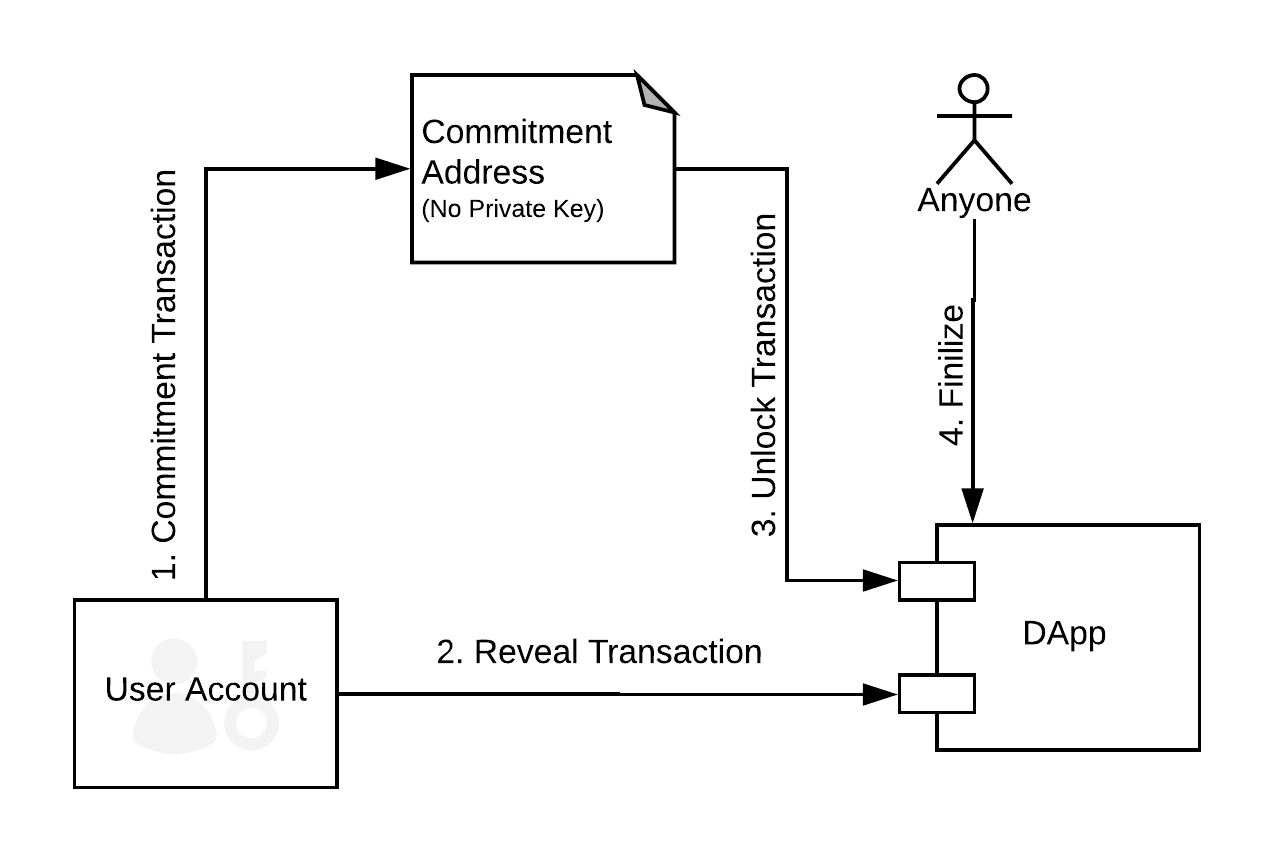 Commitment
Address
(No Private Key)
Anyone
1. Commitment Transaction
3. Unlock Transaction
4. Finilize
DApp
2. Reveal Transaction
User Account